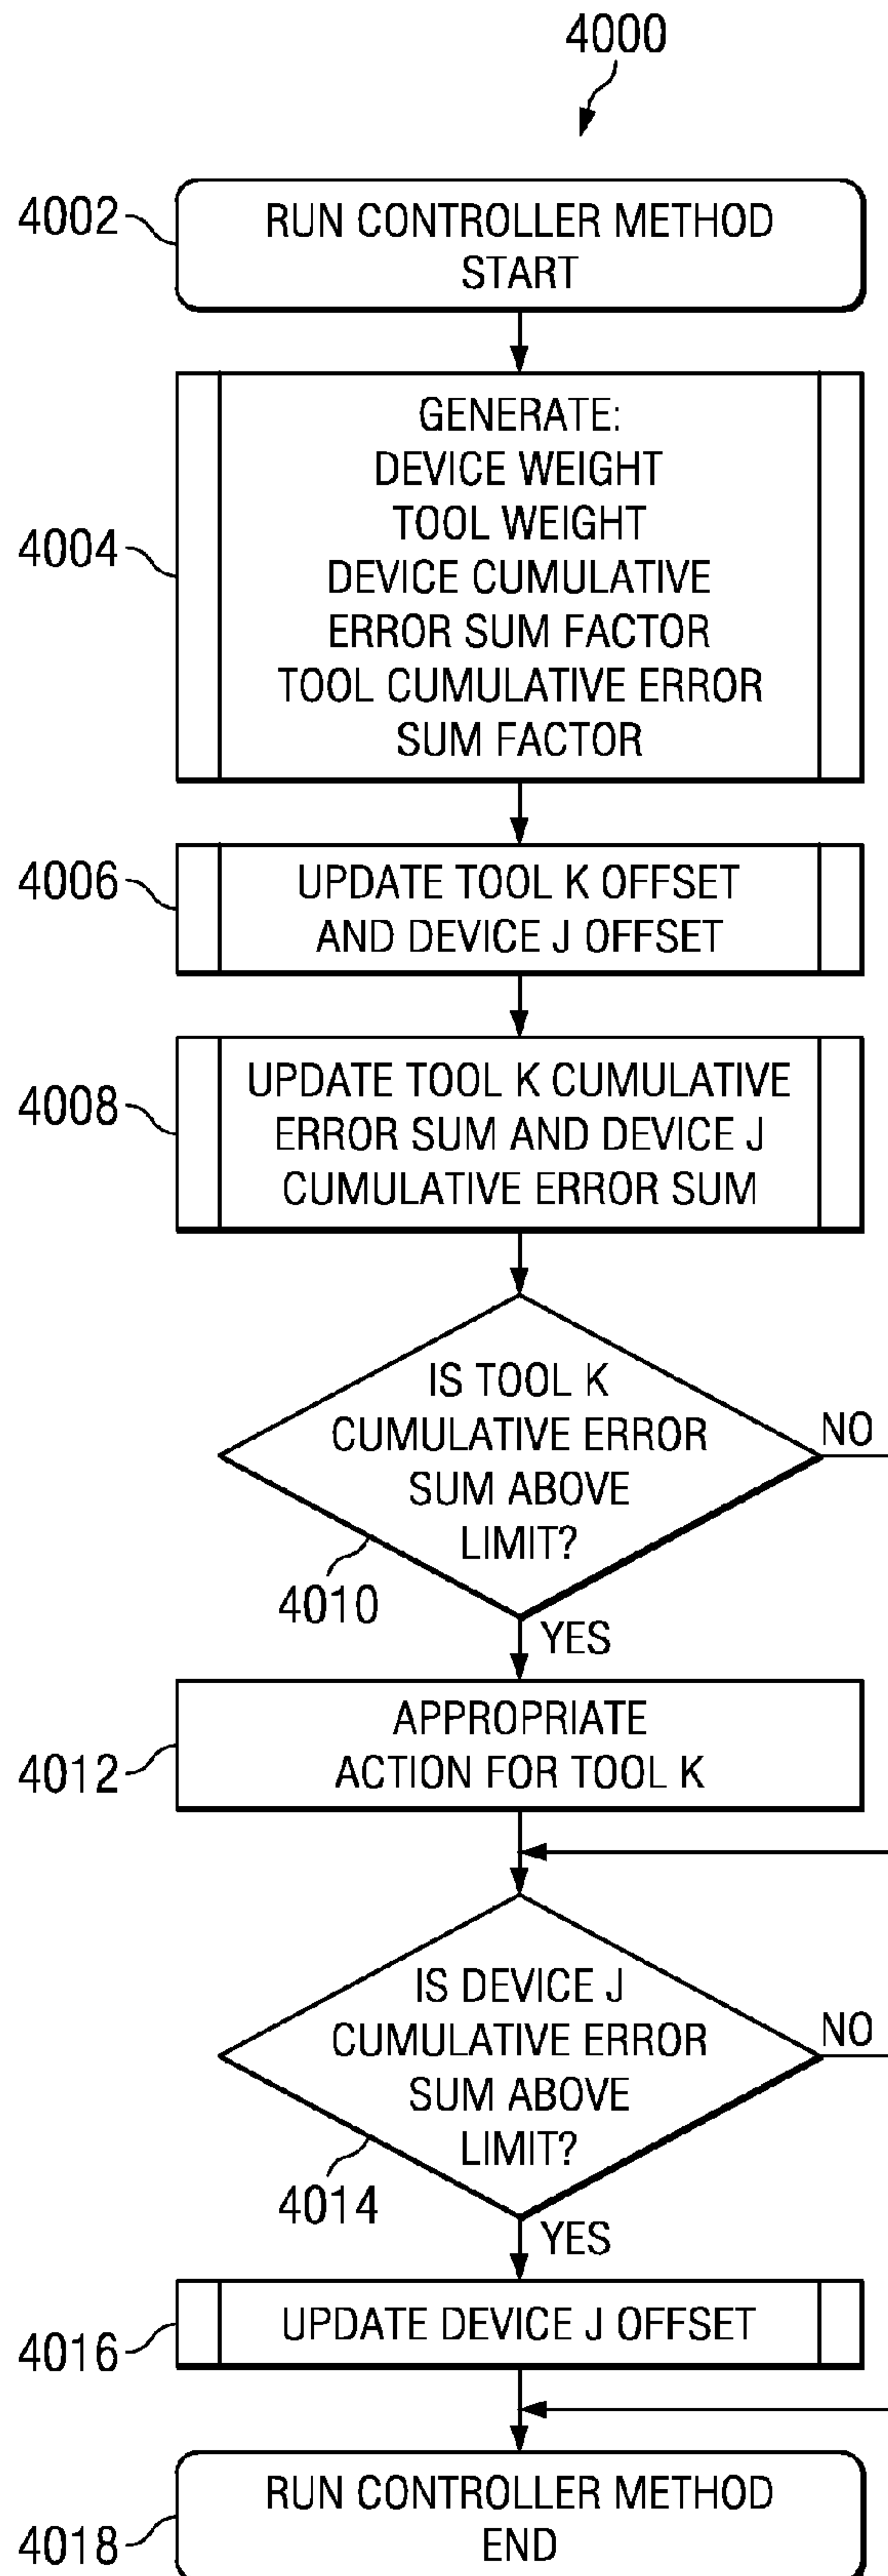 4000
4002
RUN CONTROLLER METHOD
START
4004
GENERATE:
DEVICE WEIGHT
TOOL WEIGHT
DEVICE CUMULATIVE
ERROR SUM FACTOR
TOOL CUMULATIVE ERROR
SUM FACTOR
4006
UPDATE TOOL K OFFSET
AND DEVICE J OFFSET
4008
UPDATE TOOL K CUMULATIVE
ERROR SUM AND DEVICE J
CUMULATIVE ERROR SUM
IS TOOL K
CUMULATIVE ERROR
SUM ABOVE
LIMIT?
NO
4010
YES
4012
APPROPRIATE
ACTION FOR TOOL K
IS DEVICE J
CUMULATIVE ERROR
SUM ABOVE
LIMIT?
NO
4014
YES
4016
UPDATE DEVICE J OFFSET
4018
RUN CONTROLLER METHOD
END